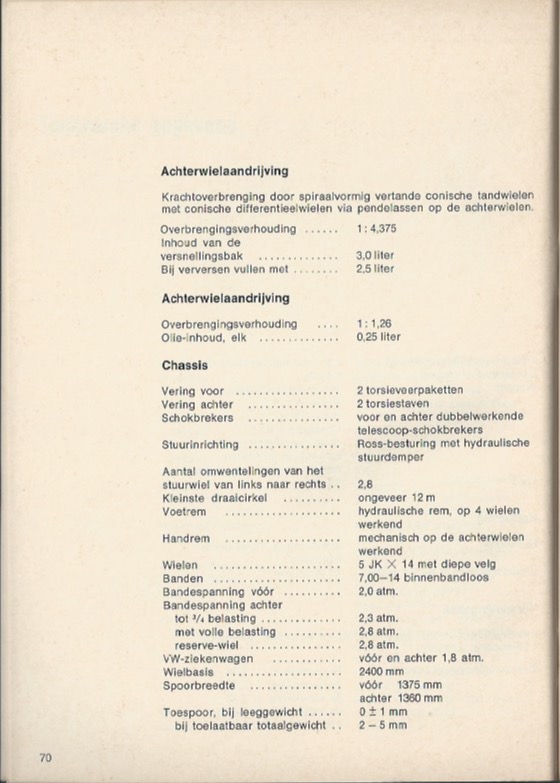 Achterwielaandrijving
Krachtoverbrenging door spiraalvormig vertande conische tandwielen
met conische differentieelwielen via pendelassen op de achterwielen.
Overbrengingsverhouding ...... 1 : 4,375
Inhoud van de
versnellingsbak .............. 3,0 liter
Bij verversen vullen met ........ 2,5 liter
Achterwielaandrijving
Overbrengingsverhouding .... 1 : 1,26
Olie-inhoud, elk .............. 0,25 liter
Chassis
Vering voor .................. 2 torsieveerpaketten
Vering achter ................ 2 torsiestaven
Schokbrekers ................ voor en achter dubbelwerkende
telescoop-schokbrekers
Stuurinrichting ................ Ross-besturing met hydraulische
stuurdemper
Aantal omwentelingen van het
stuurwiel van links naar rechts .. 2,8
Kleinste draaicirkel .......... ongeveer 12 m
Voetrem .................... hydraulische rem, op 4 wielen
werkend
Handrem .................... mechanisch op de achterwielen
werkend
Wielen ...................... 5 JK X 14 met diepe velg
Banden ...................... 7,00—14 binnenbandloos
Bandespanning vóór .......... 2,0 atm.
Bandespanning achter
tot ¾ belasting .............. 2,3 atm.
met volle belasting .......... 2,8 atm.
reserve-wiel ................ 2,8 atm.
VW-ziekenwagen ............ vóór en achter 1,8 atm.
Wielbasis .................... 2400 mm
Spoorbreedte ................ vóór 1375 mm
achter 1360 mm
Toespoor, bij leeggewicht ...... 0 ± 1 mm
bij toelaatbaar totaalgewicht .. 2 — 5 mm
70